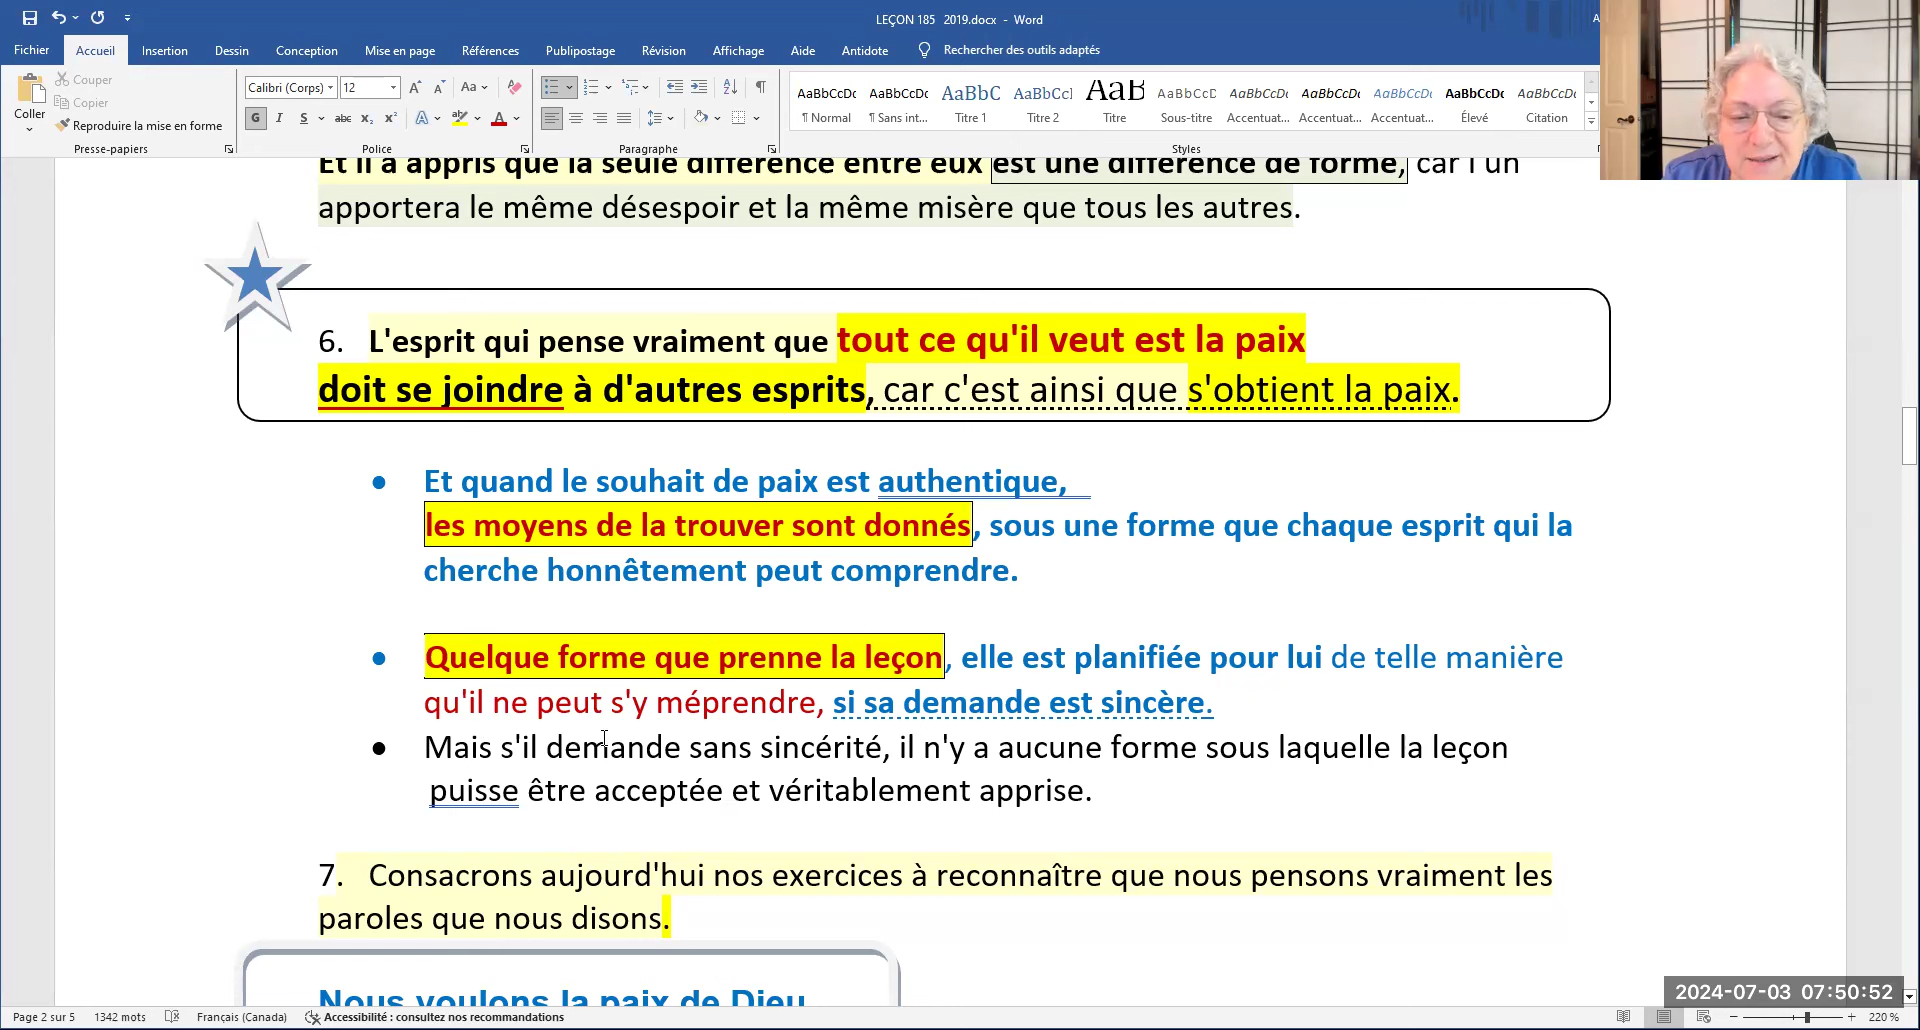 LEÇON 185 2019.docx - Word
A
Fichier Accueil Insertion Dessin Conception Mise en page Références Publipostage Révision Affichage Aide Antidote Rechercher des outils adaptés
Coller
Couper
Copier
Reproduire la mise en forme
Presse-papiers
Calibri (Corps) 12
Aa
G I S abc x₂ x² A A
Police
Paragraphe
AaBbCcDc AaBbCcDc AaBbC AaBbCcI AaB AaBbCcD AaBbCcDc AaBbCcDc AaBbCcDc AaBbCcDc AaBbCcDc
¶ Normal ¶ Sans int... Titre 1 Titre 2 Titre Sous-titre Accentuat... Accentuat... Accentuat... Élevé Citation
Styles
Et il a appris que la seule différence entre eux est une différence de forme, car l'un
apportera le même désespoir et la même misère que tous les autres.
6. L'esprit qui pense vraiment que tout ce qu'il veut est la paix
doit se joindre à d'autres esprits, car c'est ainsi que s'obtient la paix.
• Et quand le souhait de paix est authentique,
les moyens de la trouver sont donnés, sous une forme que chaque esprit qui la
cherche honnêtement peut comprendre.
• Quelque forme que prenne la leçon, elle est planifiée pour lui de telle manière
qu'il ne peut s'y méprendre, si sa demande est sincère.
• Mais s'il demande sans sincérité, il n'y a aucune forme sous laquelle la leçon
puisse être acceptée et véritablement apprise.
7. Consacrons aujourd'hui nos exercices à reconnaître que nous pensons vraiment les
paroles que nous disons.
Nous voulons la paix de Dieu
2024-07-03 07:50:52
Page 2 sur 5 1342 mots Français (Canada) Accessibilité : consultez nos recommandations 220 %